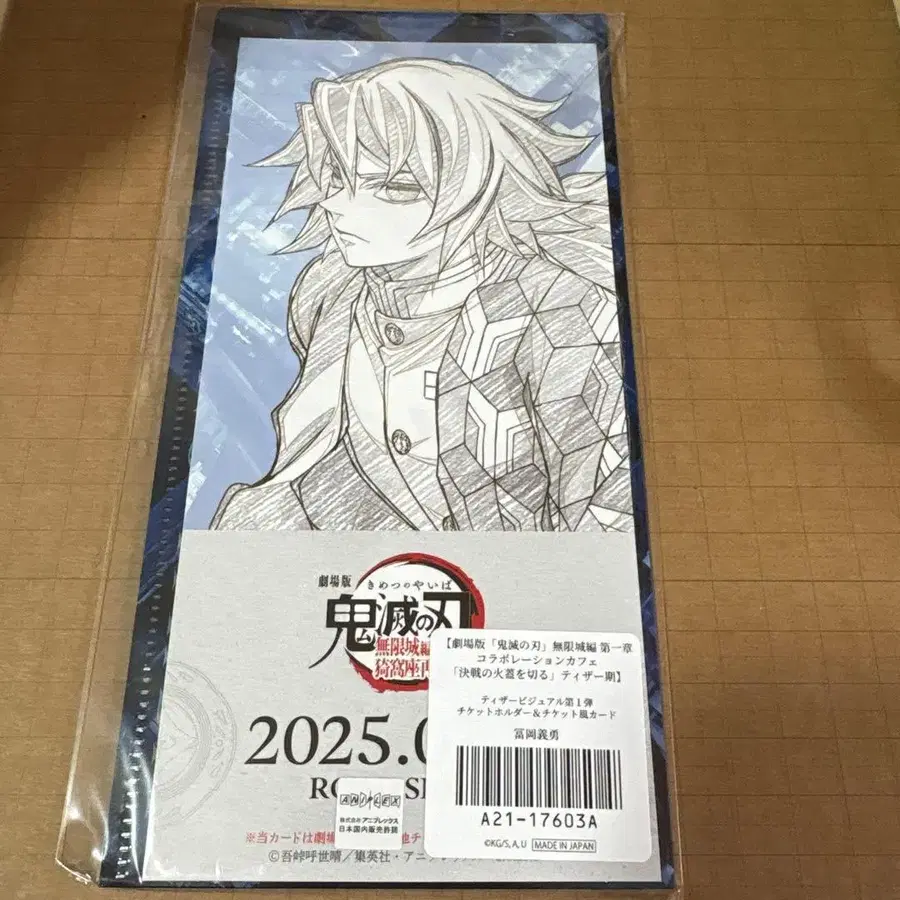 劇場版 きめつのやいば
鬼滅の刃
無限城編
猗窩座再
2025.0
RO
【劇場版「鬼滅の刃」無限城編 第一章
コラボレーションカフェ
「決戦の火蓋を切る」ティザー期】
ティザービジュアル第1弾
チケットホルダー＆チケット風カード
冨岡義勇
A21-17603A
©KG/S, A, U MADE IN JAPAN
ANIPLEX
株式会社アニプレックス
日本国内販売許諾
※当カードは劇場
©吾峠呼世晴／集英社・アニ